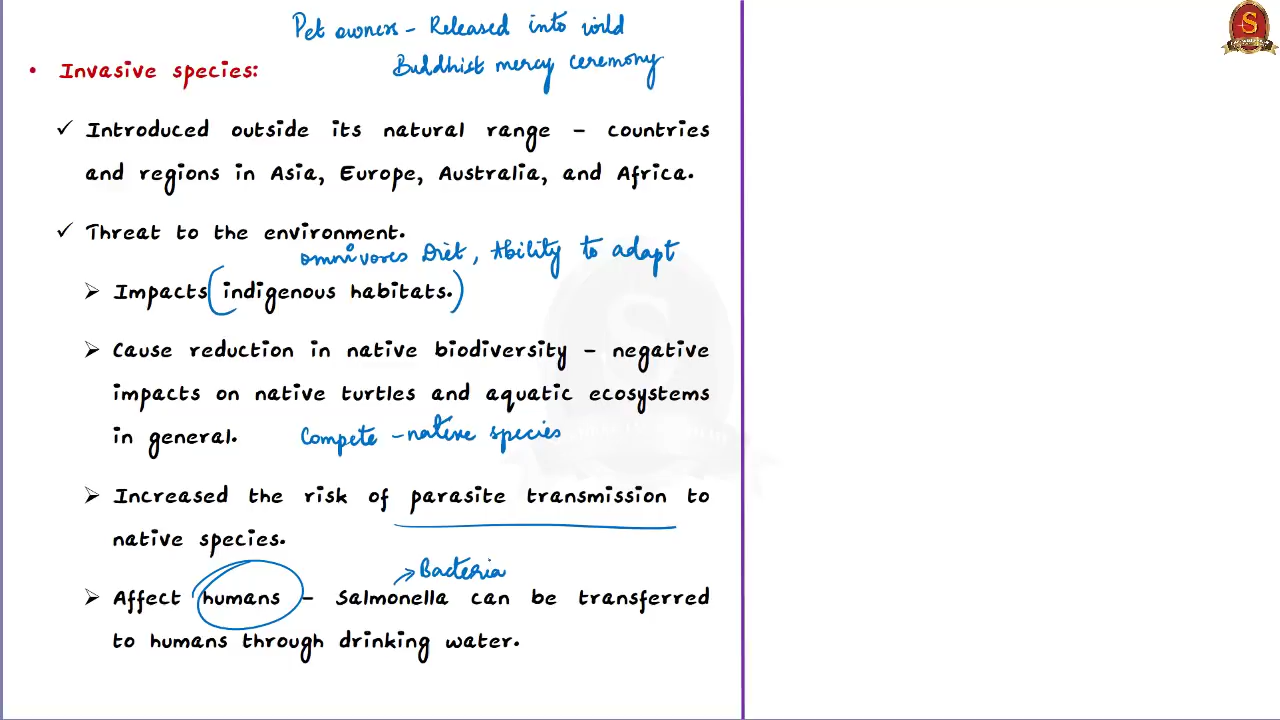 Pet owners - Released into wild
Buddhist mercy ceremony
• Invasive species:
✓ Introduced outside its natural range - countries
and regions in Asia, Europe, Australia, and Africa.
✓ Threat to the environment.
omnivores Diet, Ability to adapt
➢ Impacts (indigenous habitats.)
➢ Cause reduction in native biodiversity - negative
impacts on native turtles and aquatic ecosystems
in general.
Compete - native species
➢ Increased the risk of parasite transmission to
native species.
→ Bacteria
➢ Affect humans - Salmonella can be transferred
to humans through drinking water.
S